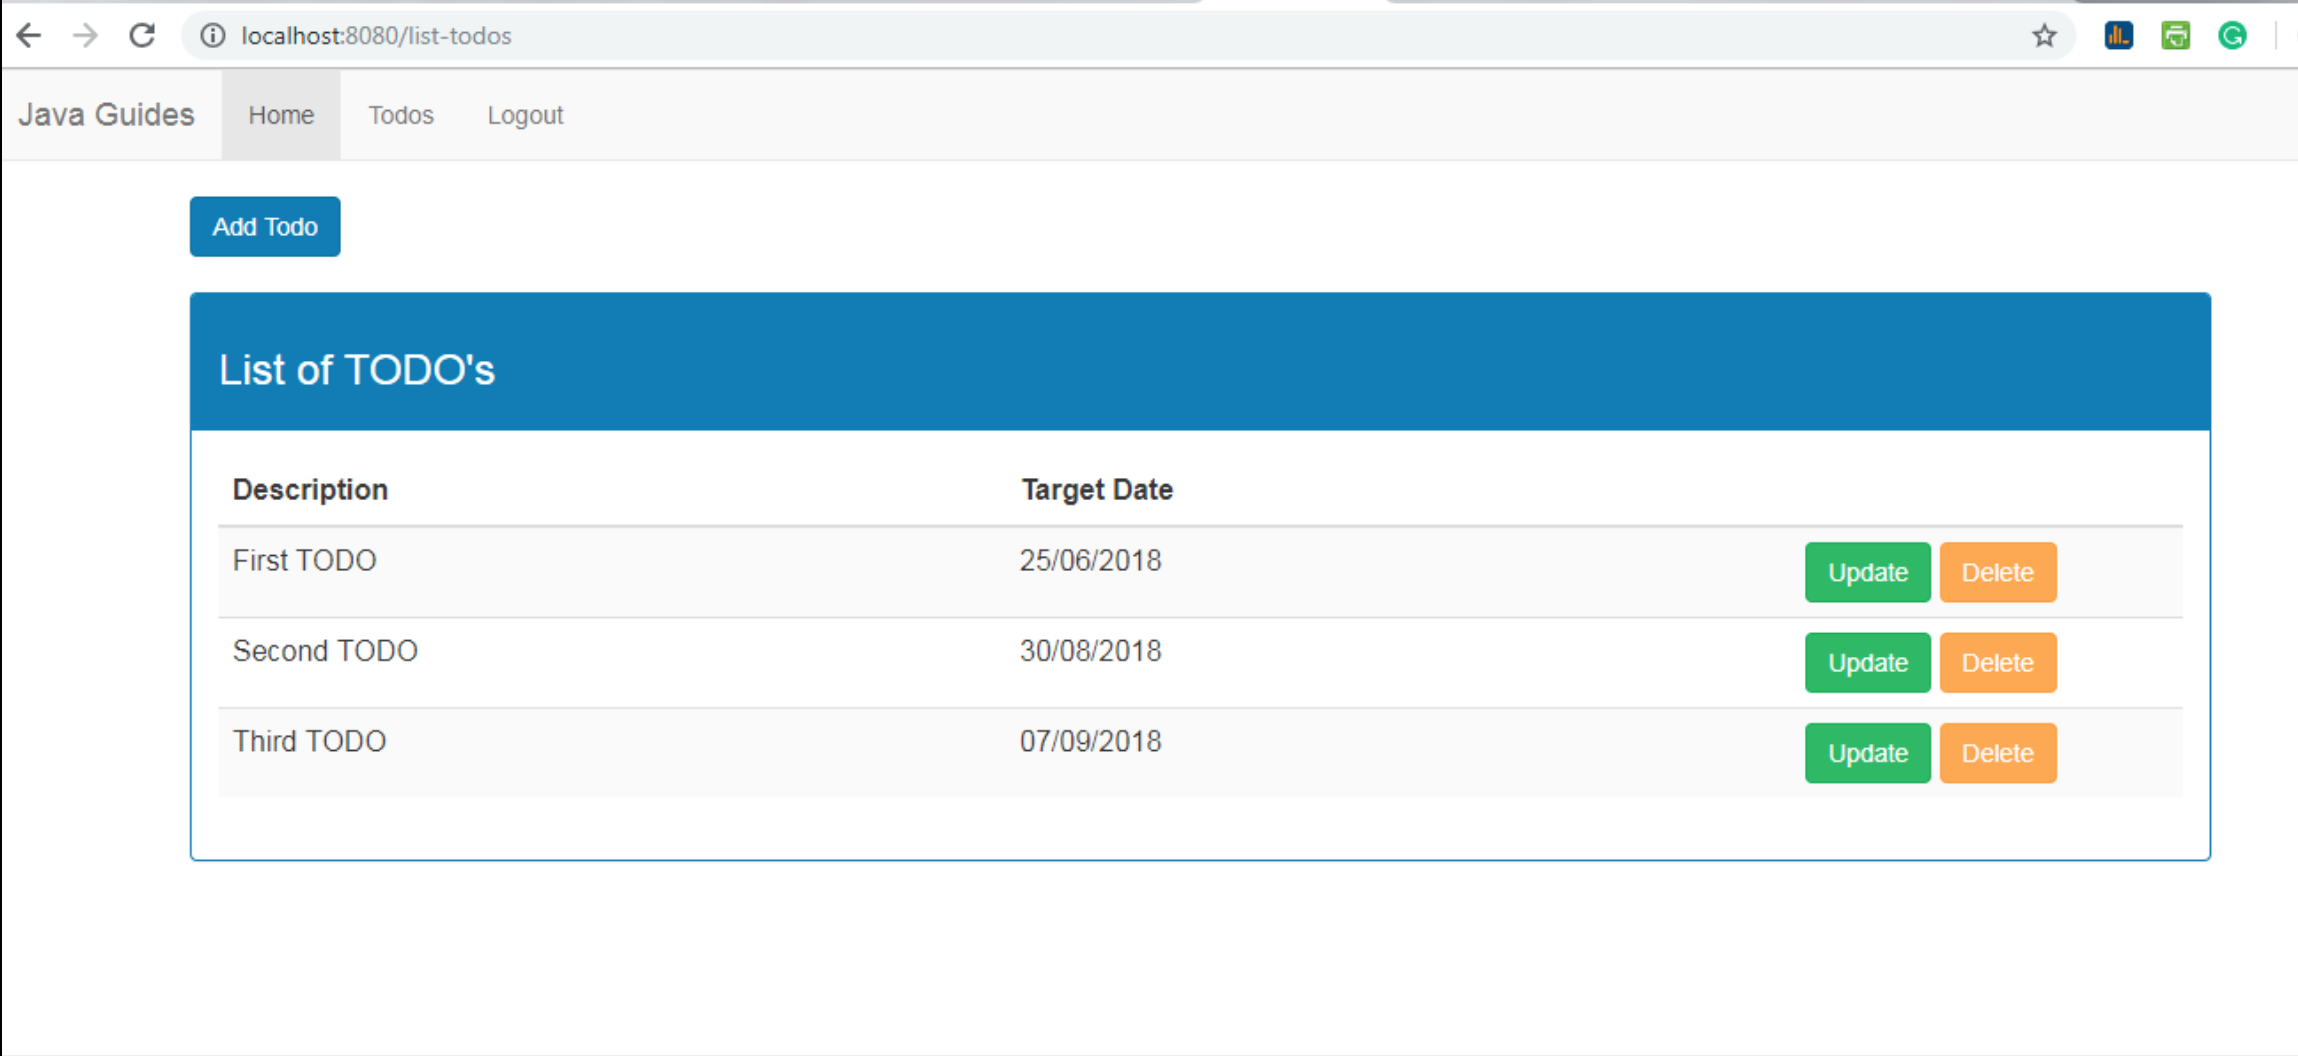 localhost:8080/list-todos
Java Guides Home Todos Logout
Add Todo
List of TODO's
Description Target Date
First TODO 25/06/2018 Update Delete
Second TODO 30/08/2018 Update Delete
Third TODO 07/09/2018 Update Delete